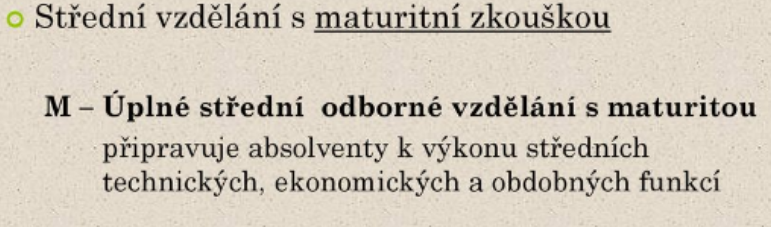 Střední vzdělání s maturitní zkouškou
M – Úplné střední odborné vzdělání s maturitou
připravuje absolventy k výkonu středních
technických, ekonomických a obdobných funkcí